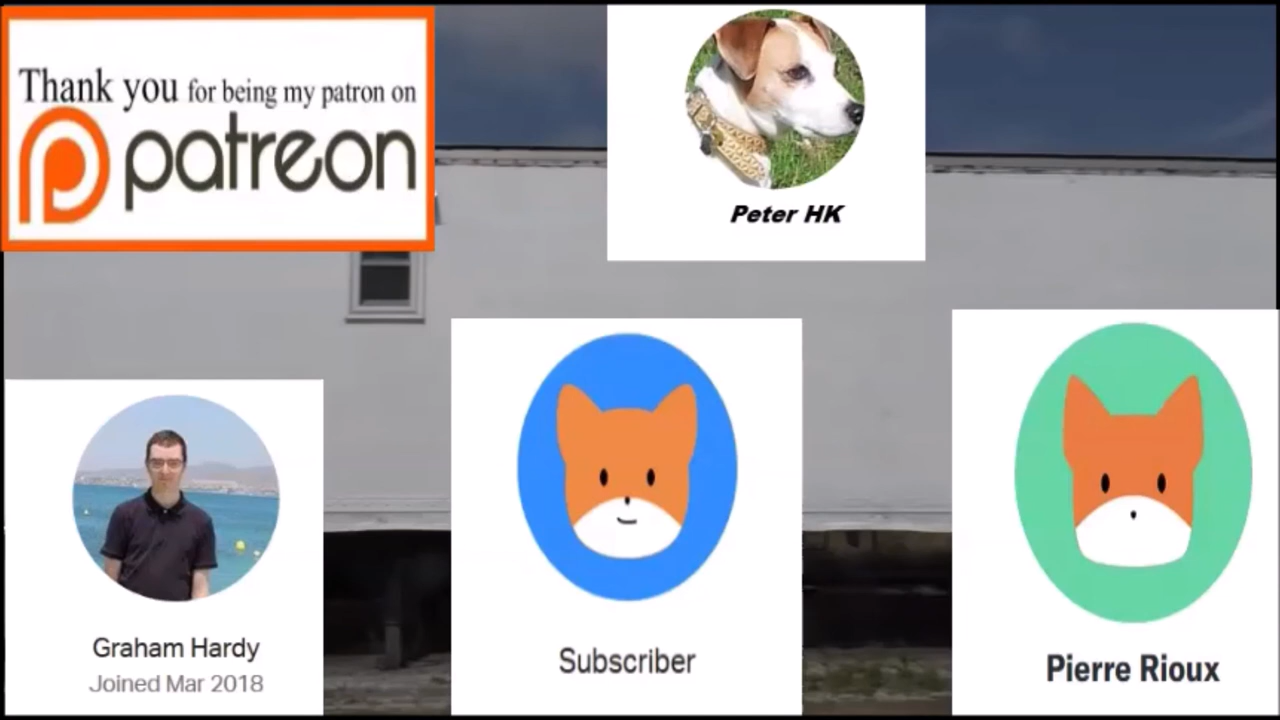 Thank you for being my patron on
patreon
Peter HK
Graham Hardy
Joined Mar 2018
Subscriber
Pierre Rioux